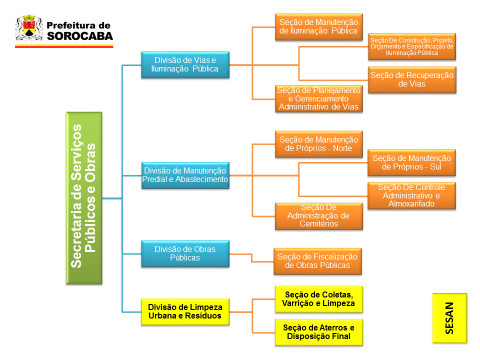 Prefeitura de
SOROCABA
Secretaria de Serviços
Públicos e Obras
Divisão de Vias e
Iluminação Pública
Seção de Manutenção
de Iluminação Pública
Seção De Construção, Projeto,
Orçamento e Especificação de
Iluminação Pública
Seção de Recuperação
de Vias
Seção de Planejamento
e Gerenciamento
Administrativo de Vias
Divisão de Manutenção
Predial e Abastecimento
Seção de Manutenção
de Próprios - Norte
Seção de Manutenção
de Próprios - Sul
Seção De Controle
Administrativo e
Almoxarifado
Seção De
Administração de
Cemitérios
Divisão de Obras
Públicas
Seção de Fiscalização
de Obras Públicas
Divisão de Limpeza
Urbana e Resíduos
Seção de Coletas,
Varrição e Limpeza
Seção de Aterros e
Disposição Final
SESAN